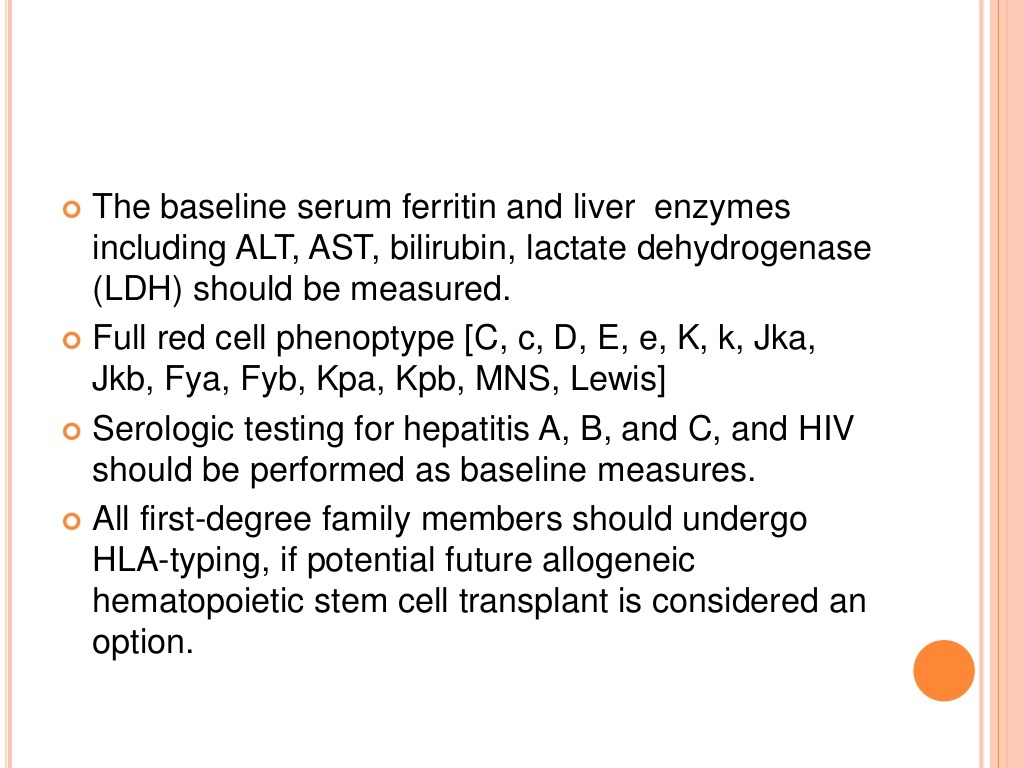 The baseline serum ferritin and liver  enzymes
including ALT, AST, bilirubin, lactate dehydrogenase
(LDH) should be measured.
Full red cell phenoptype [C, c, D, E, e, K, k, Jka,
Jkb, Fya, Fyb, Kpa, Kpb, MNS, Lewis]
Serologic testing for hepatitis A, B, and C, and HIV
should be performed as baseline measures.
All first-degree family members should undergo
HLA-typing, if potential future allogeneic
hematopoietic stem cell transplant is considered an
option.